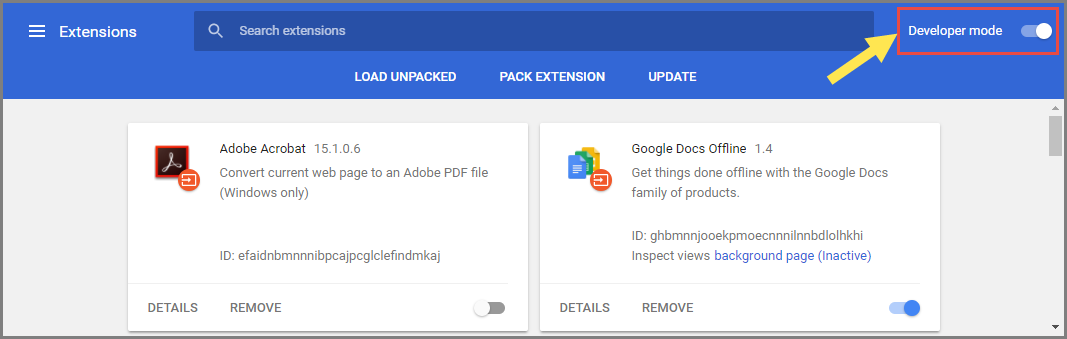 Extensions
Search extensions
Developer mode
LOAD UNPACKED PACK EXTENSION UPDATE
Adobe Acrobat 15.1.0.6
Convert current web page to an Adobe PDF file
(Windows only)
ID: efaidnbmnnnibpcajpcglclefindmkaj
DETAILS REMOVE
Google Docs Offline 1.4
Get things done offline with the Google Docs
family of products.
ID: ghbmnnjooekpmoecnnnilnnbdlolhkhi
Inspect views background page (Inactive)
DETAILS REMOVE